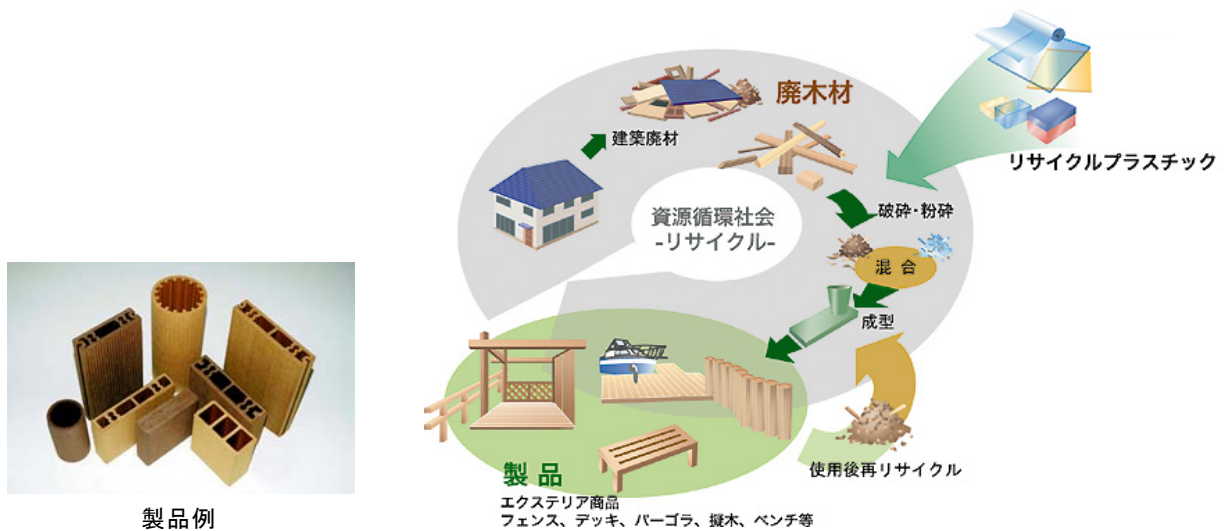 廃木材
建築廃材
リサイクルプラスチック
資源循環社会
-リサイクル-
破砕・粉砕
混 合
成型
使用後再リサイクル
製 品
エクステリア商品
フェンス、デッキ、パーゴラ、擬木、ベンチ等
製品例